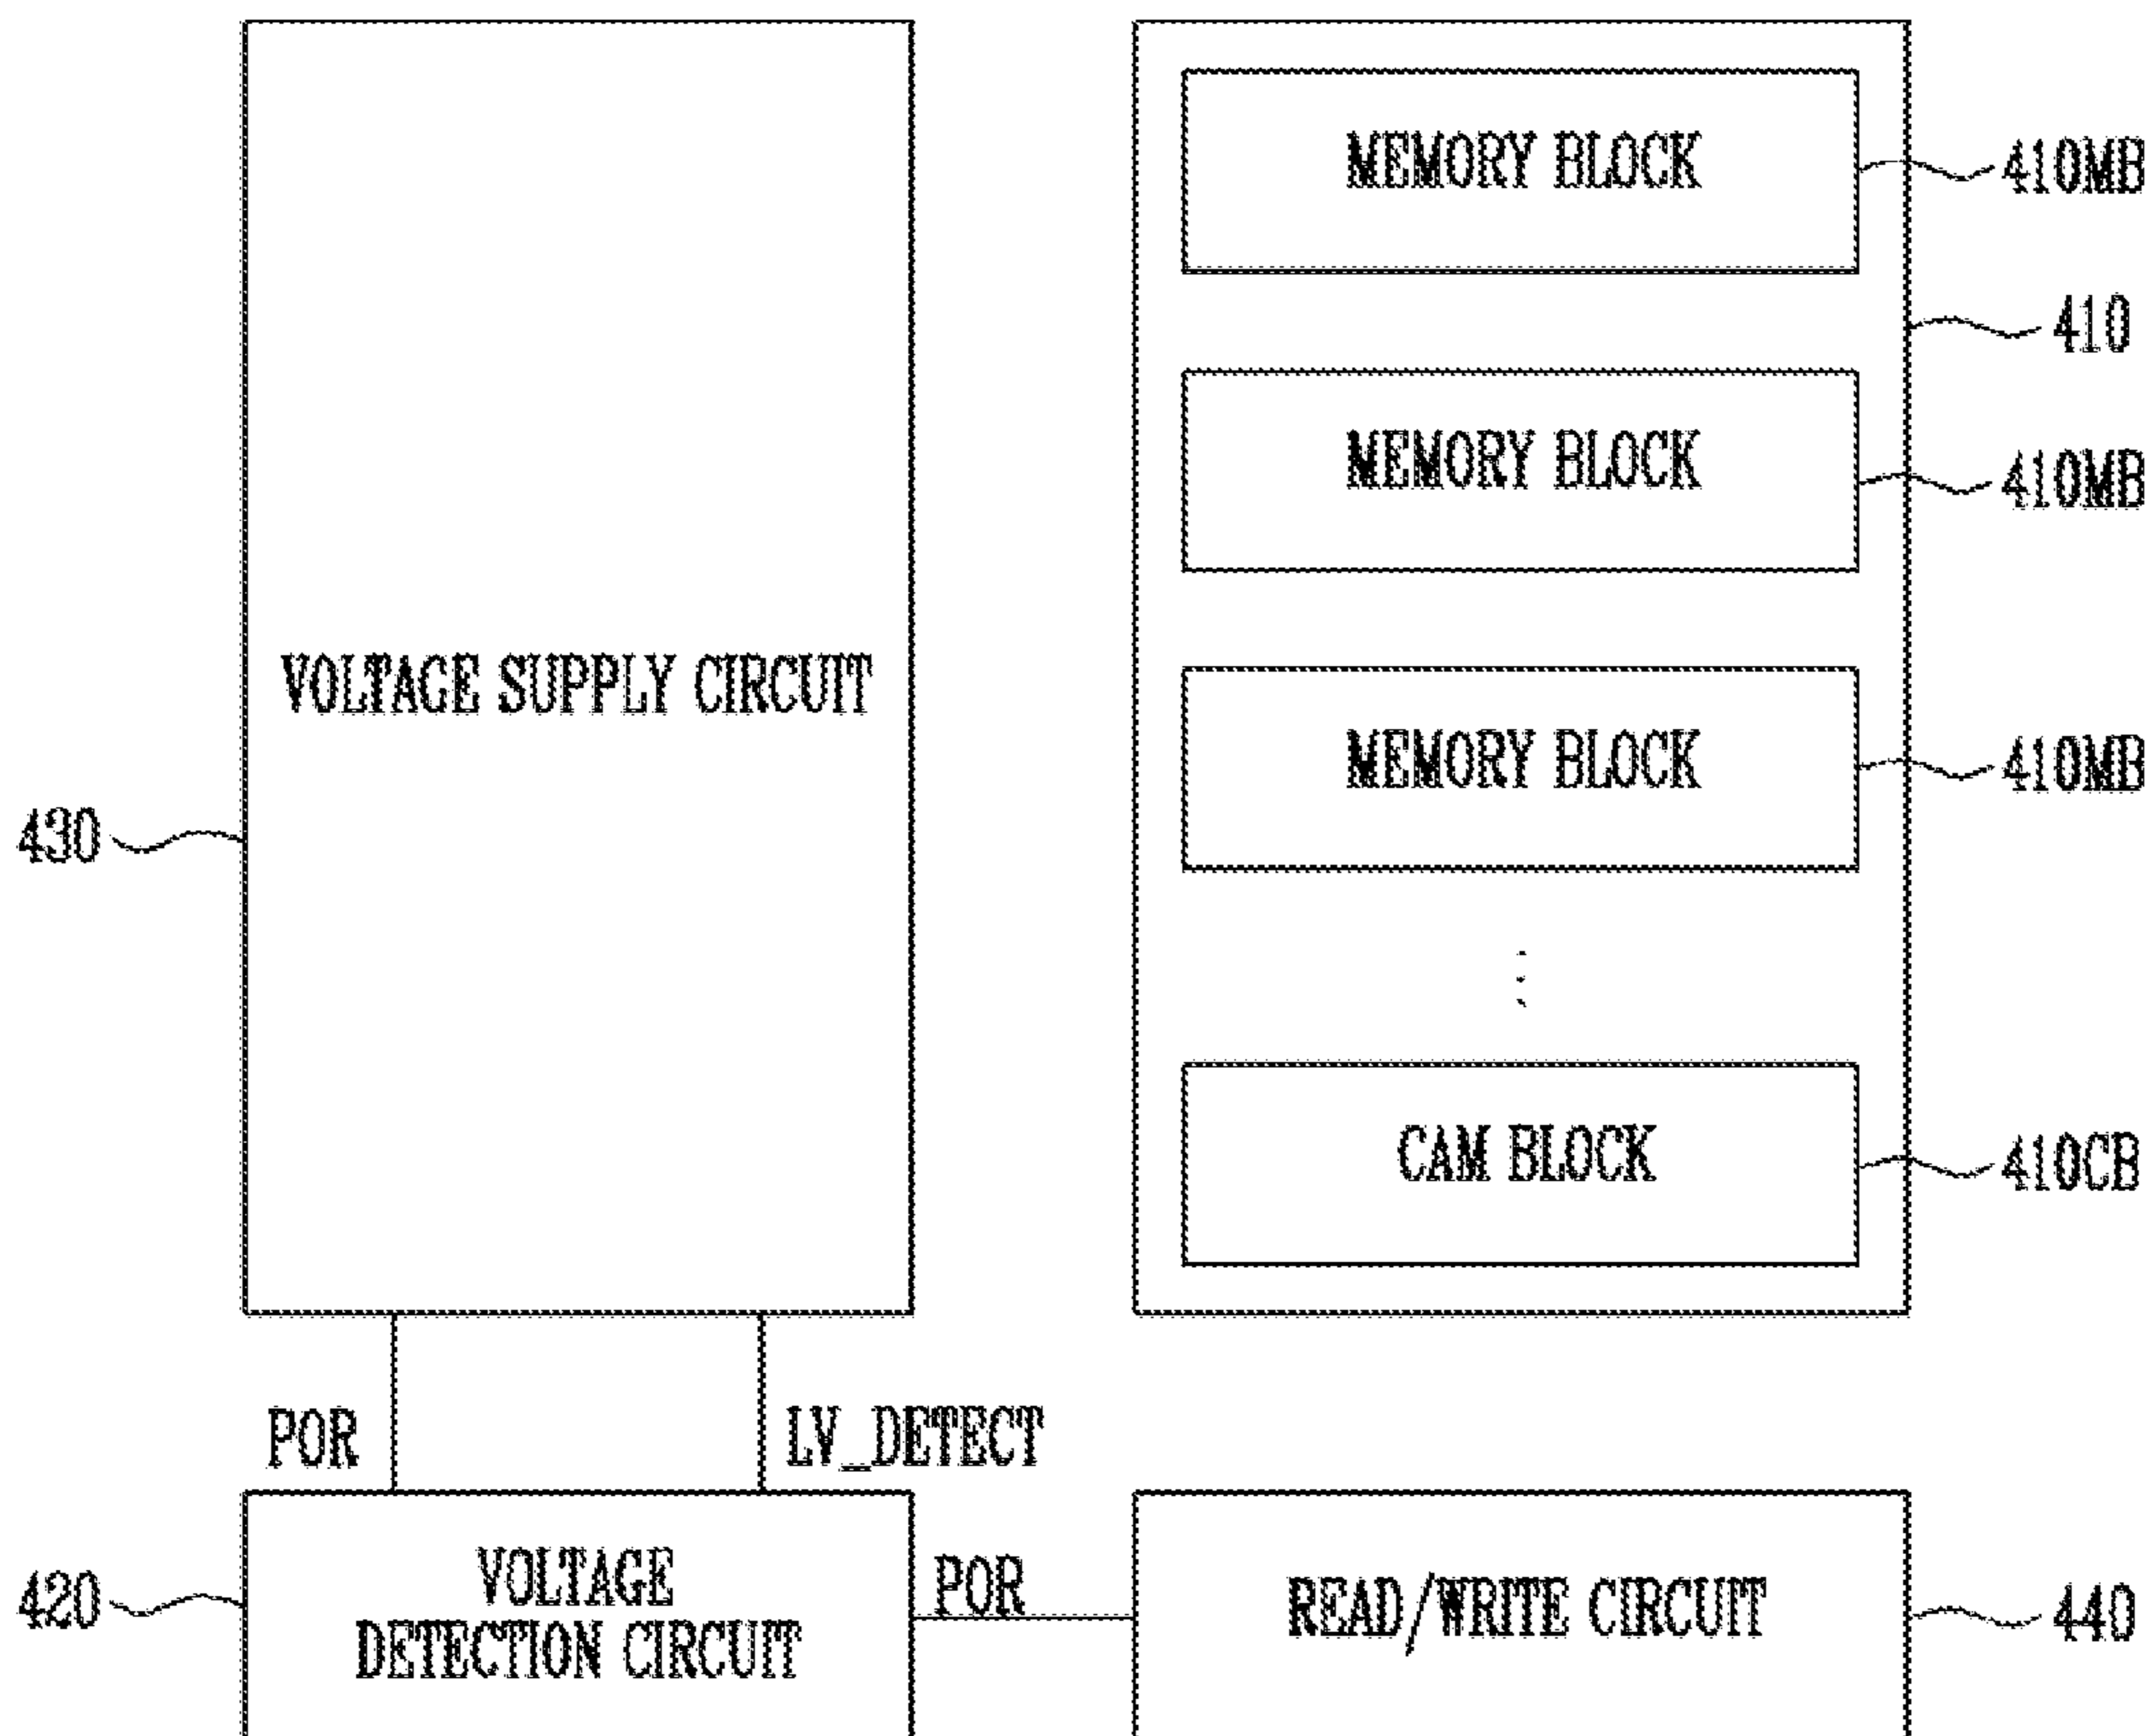 MEMORY BLOCK
410MB
410
MEMORY BLOCK
410MB
VOLTAGE SUPPLY CIRCUIT
MEMORY BLOCK
410MB
430
CAM BLOCK
410CB
POR
LV_DETECT
420
VOLTAGE
DETECTION CIRCUIT
POR
READ/WRITE CIRCUIT
440